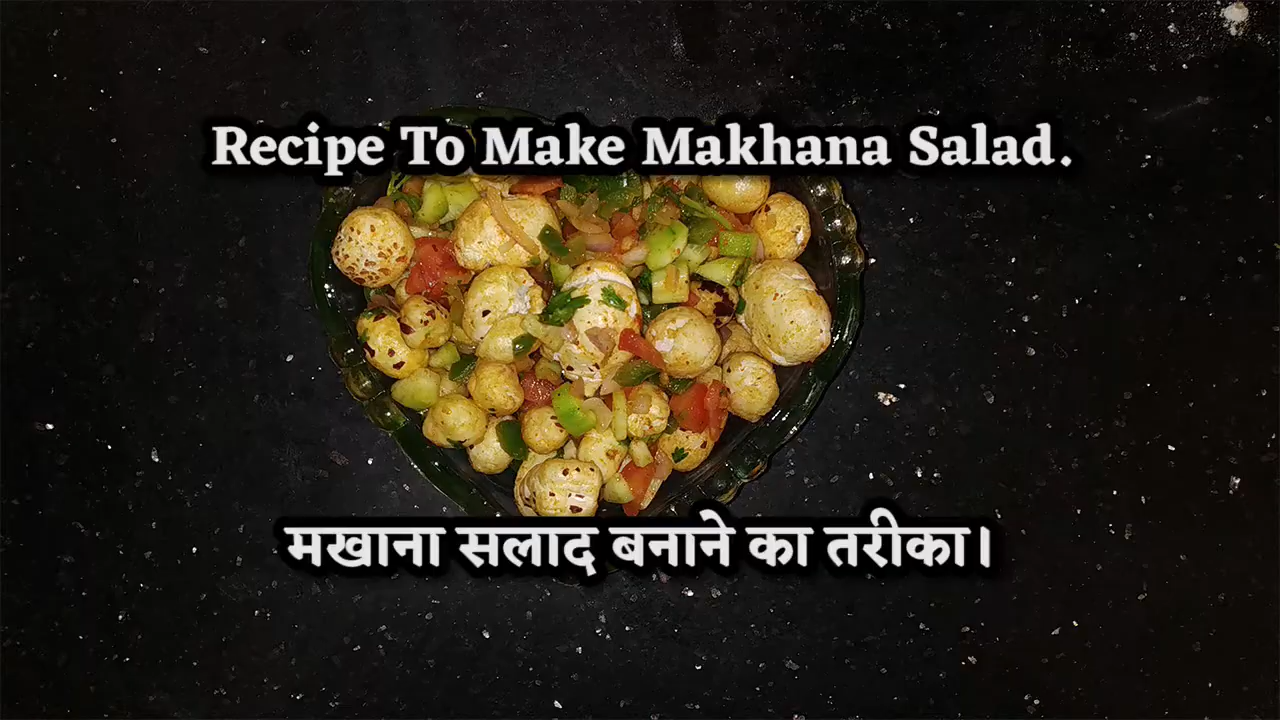 Recipe To Make Makhana Salad.
मखाना सलाद बनाने का तरीका।